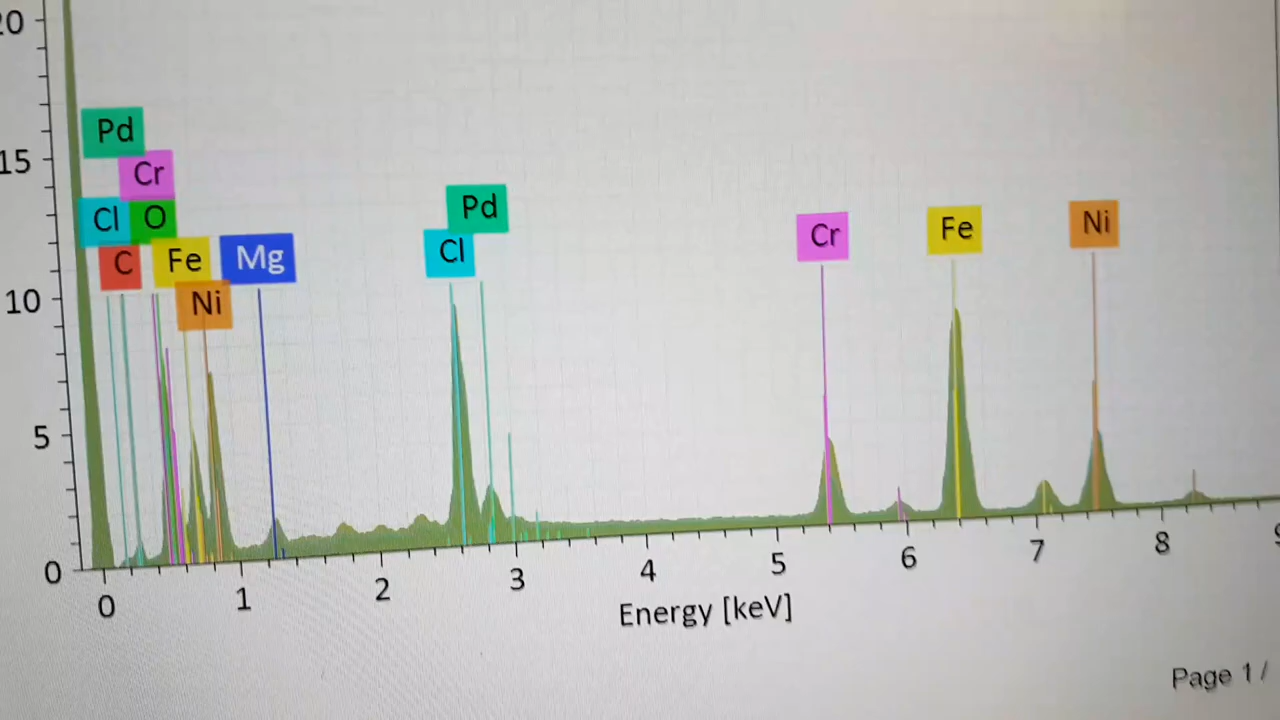 20
15
10
5
0
Pd
Cr
Cl O
C Fe Mg
Ni
Pd
Cl
Cr
Fe
Ni
0 1 2 3 4 5 6 7 8
Energy [keV]
Page 1 /